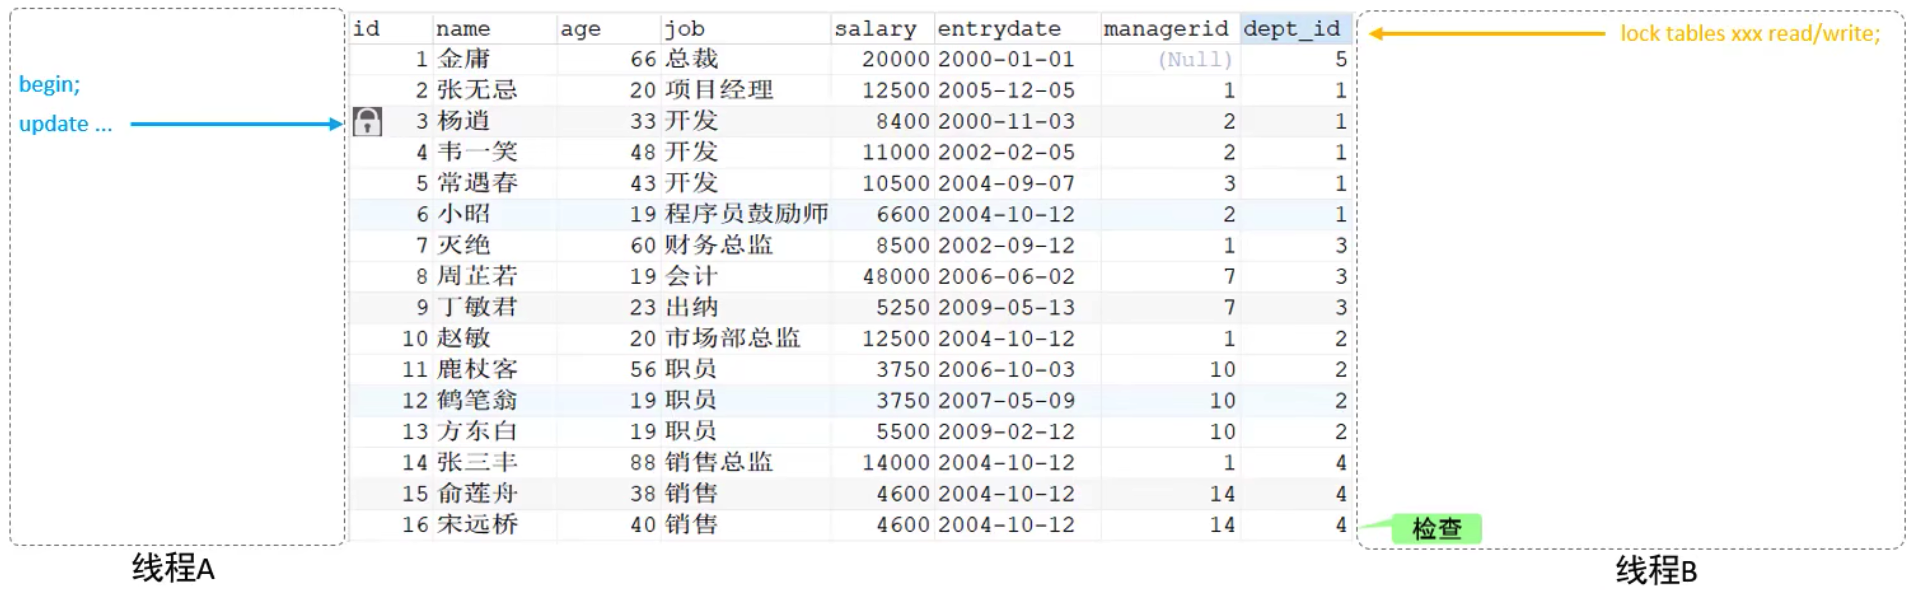 id name age job salary entrydate managerid dept_id
lock tables xxx read/write;
begin;
update ...
1 金庸 66 总裁 20000 2000-01-01 (Null) 5
2 张无忌 20 项目经理 12500 2005-12-05 1 1
3 杨逍 33 开发 8400 2000-11-03 2 1
4 韦一笑 48 开发 11000 2002-02-05 2 1
5 常遇春 43 开发 10500 2004-09-07 3 1
6 小昭 19 程序员鼓励师 6600 2004-10-12 2 1
7 灭绝 60 财务总监 8500 2002-09-12 1 3
8 周芷若 19 会计 48000 2006-06-02 7 3
9 丁敏君 23 出纳 5250 2009-05-13 7 3
10 赵敏 20 市场部总监 12500 2004-10-12 1 2
11 鹿杖客 56 职员 3750 2006-10-03 10 2
12 鹤笔翁 19 职员 3750 2007-05-09 10 2
13 方东白 19 职员 5500 2009-02-12 10 2
14 张三丰 88 销售总监 14000 2004-10-12 1 4
15 俞莲舟 38 销售 4600 2004-10-12 14 4
16 宋远桥 40 销售 4600 2004-10-12 14 4
检查
线程A
线程B